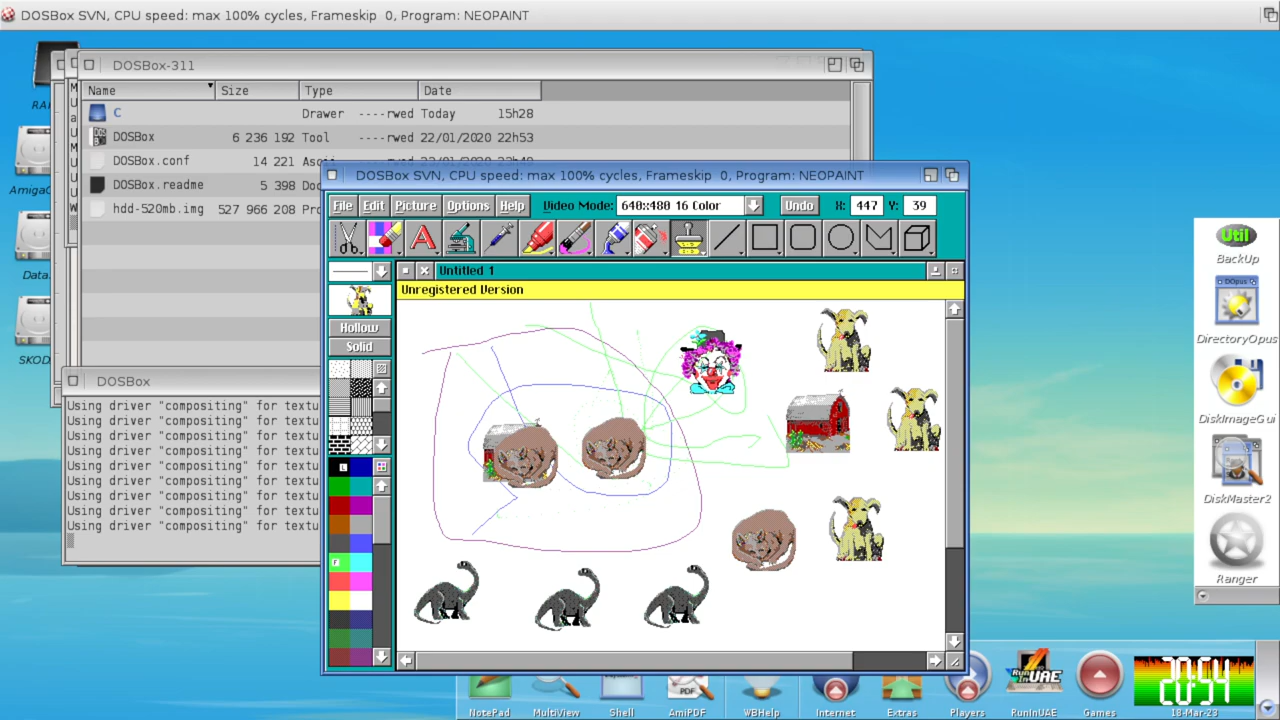 DOSBox SVN, CPU speed: max 100% cycles, Frameskip 0, Program: NEOPAINT
DOSBox-311
Name Size Type Date
C Drawer ----rwed Today 15h28
DOSBox 6 236 192 Tool ----rwed 22/01/2020 22h53
DOSBox.conf 14 221
DOSBox.readme 5 398
hdd-520mb.img 527 966 208
DOSBox SVN, CPU speed: max 100% cycles, Frameskip 0, Program: NEOPAINT
File Edit Picture Options Help Video Mode: 640x480 16 Color Undo X: 447 Y: 39
Untitled 1
Unregistered Version
Hollow
Solid
L
F
DOSBox
Using driver "compositing" for textu
Using driver "compositing" for textu
Using driver "compositing" for textu
Using driver "compositing" for textu
Using driver "compositing" for textu
Using driver "compositing" for textu
Using driver "compositing" for textu
Using driver "compositing" for textu
Using driver "compositing" for textu
Util
BackUp
DOpus
DirectoryOpus
DiskImageGui
DiskMaster2
Ranger
RunInUAE
PDF
NotePad MultiView Shell AmiPDF WBHelp Internet Extras Players RunInUAE Games
20:54
18-Mar-23